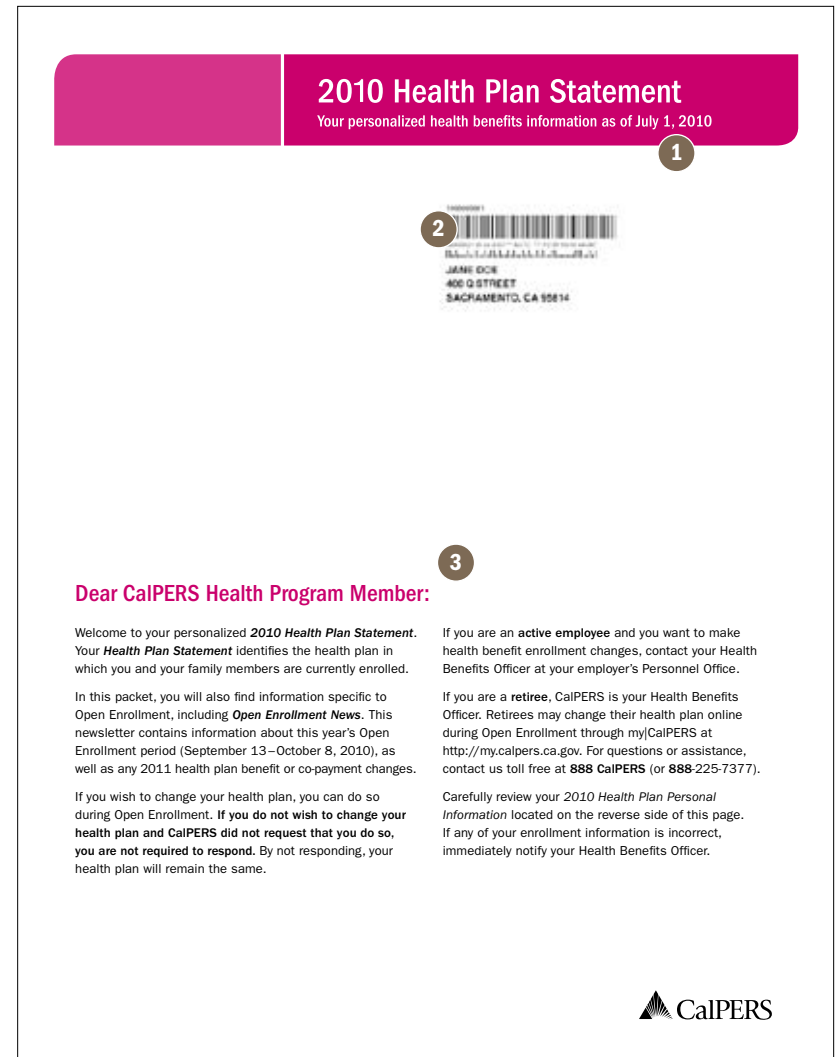 2010 Health Plan Statement
Your personalized health benefits information as of July 1, 2010
1
2
JANE DOE
400 Q STREET
SACRAMENTO, CA 95814
3
Dear CalPERS Health Program Member:
Welcome to your personalized 2010 Health Plan Statement.
Your Health Plan Statement identifies the health plan in
which you and your family members are currently enrolled.
In this packet, you will also find information specific to
Open Enrollment, including Open Enrollment News. This
newsletter contains information about this year's Open
Enrollment period (September 13–October 8, 2010), as
well as any 2011 health plan benefit or co-payment changes.
If you wish to change your health plan, you can do so
during Open Enrollment. If you do not wish to change your
health plan and CalPERS did not request that you do so,
you are not required to respond. By not responding, your
health plan will remain the same.
If you are an active employee and you want to make
health benefit enrollment changes, contact your Health
Benefits Officer at your employer's Personnel Office.
If you are a retiree, CalPERS is your Health Benefits
Officer. Retirees may change their health plan online
during Open Enrollment through my|CalPERS at
http://my.calpers.ca.gov. For questions or assistance,
contact us toll free at 888 CalPERS (or 888-225-7377).
Carefully review your 2010 Health Plan Personal
Information located on the reverse side of this page.
If any of your enrollment information is incorrect,
immediately notify your Health Benefits Officer.
CalPERS